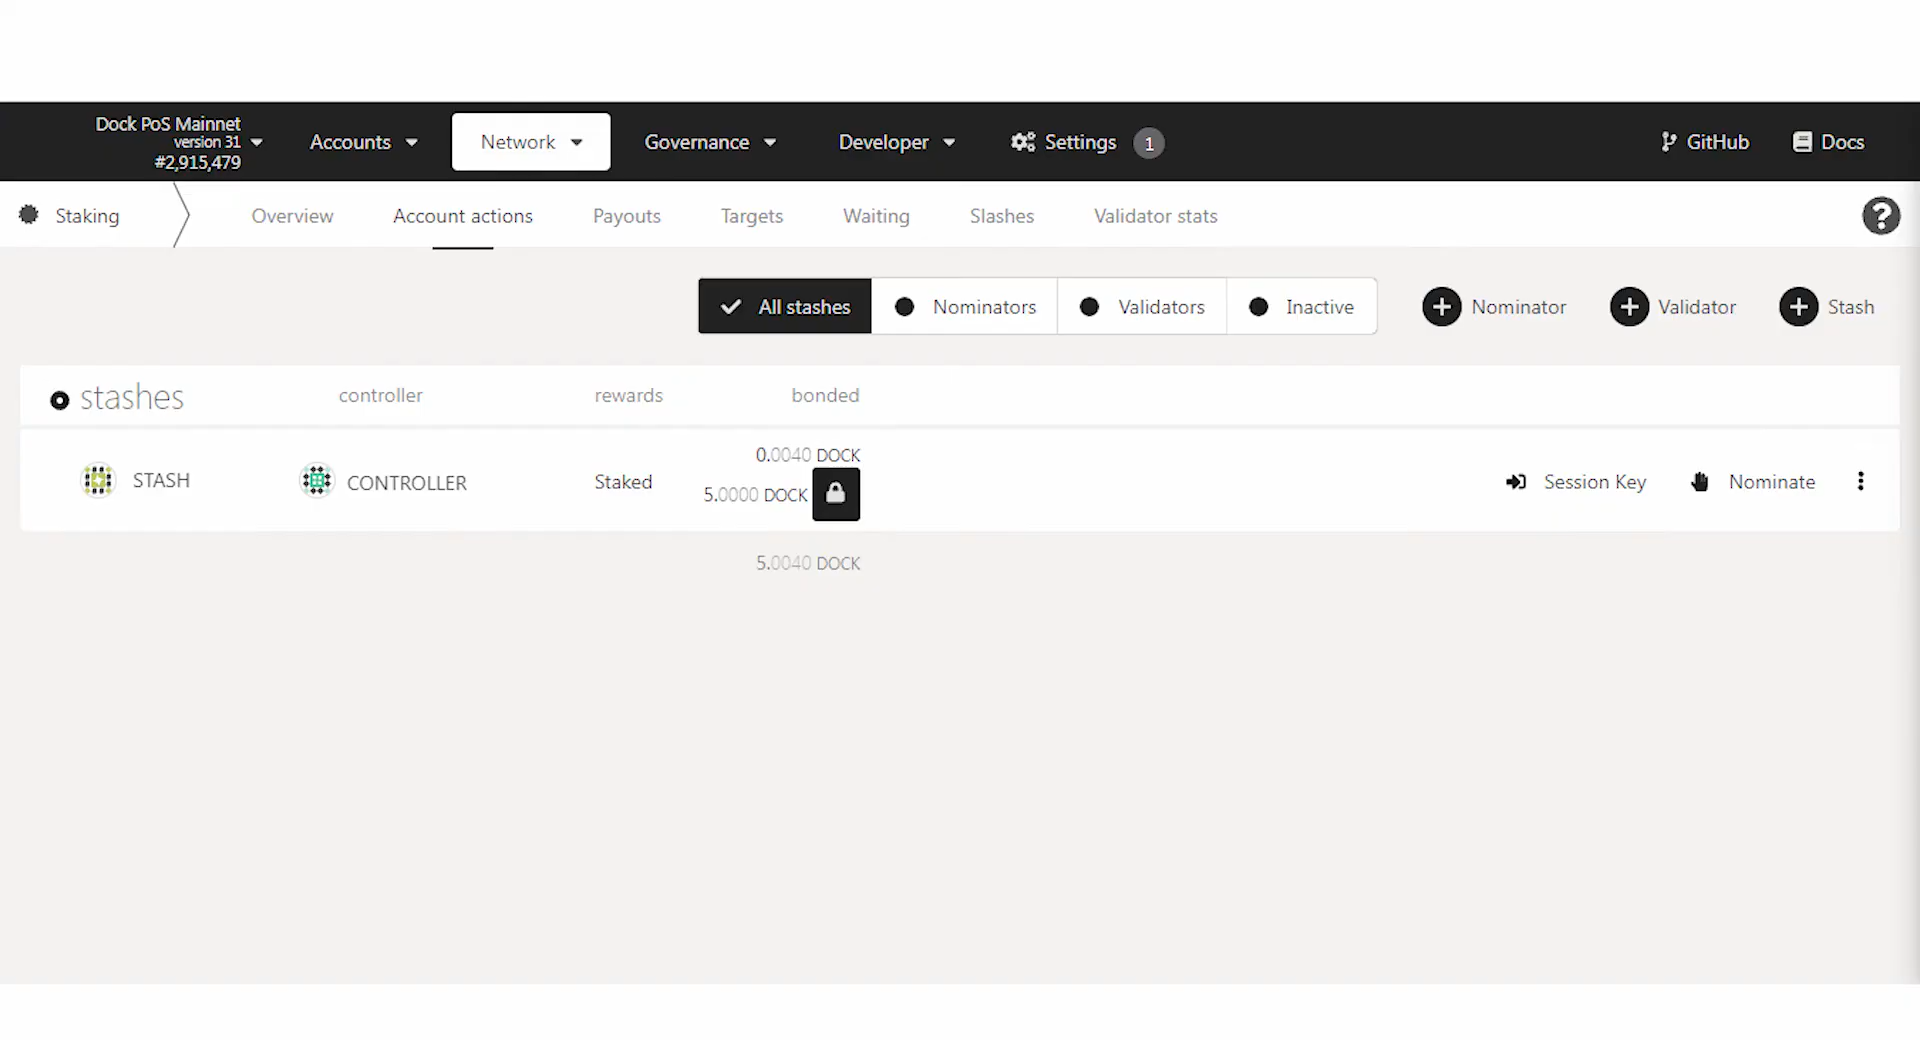 Dock PoS Mainnet
version 31
#2,915,479
Accounts
Network
Governance
Developer
Settings
1
GitHub
Docs
Staking
Overview
Account actions
Payouts
Targets
Waiting
Slashes
Validator stats
?
All stashes
Nominators
Validators
Inactive
Nominator
Validator
Stash
stashes
controller
rewards
bonded
STASH
CONTROLLER
Staked
0.0040 DOCK
5.0000 DOCK
Session Key
Nominate
5.0040 DOCK